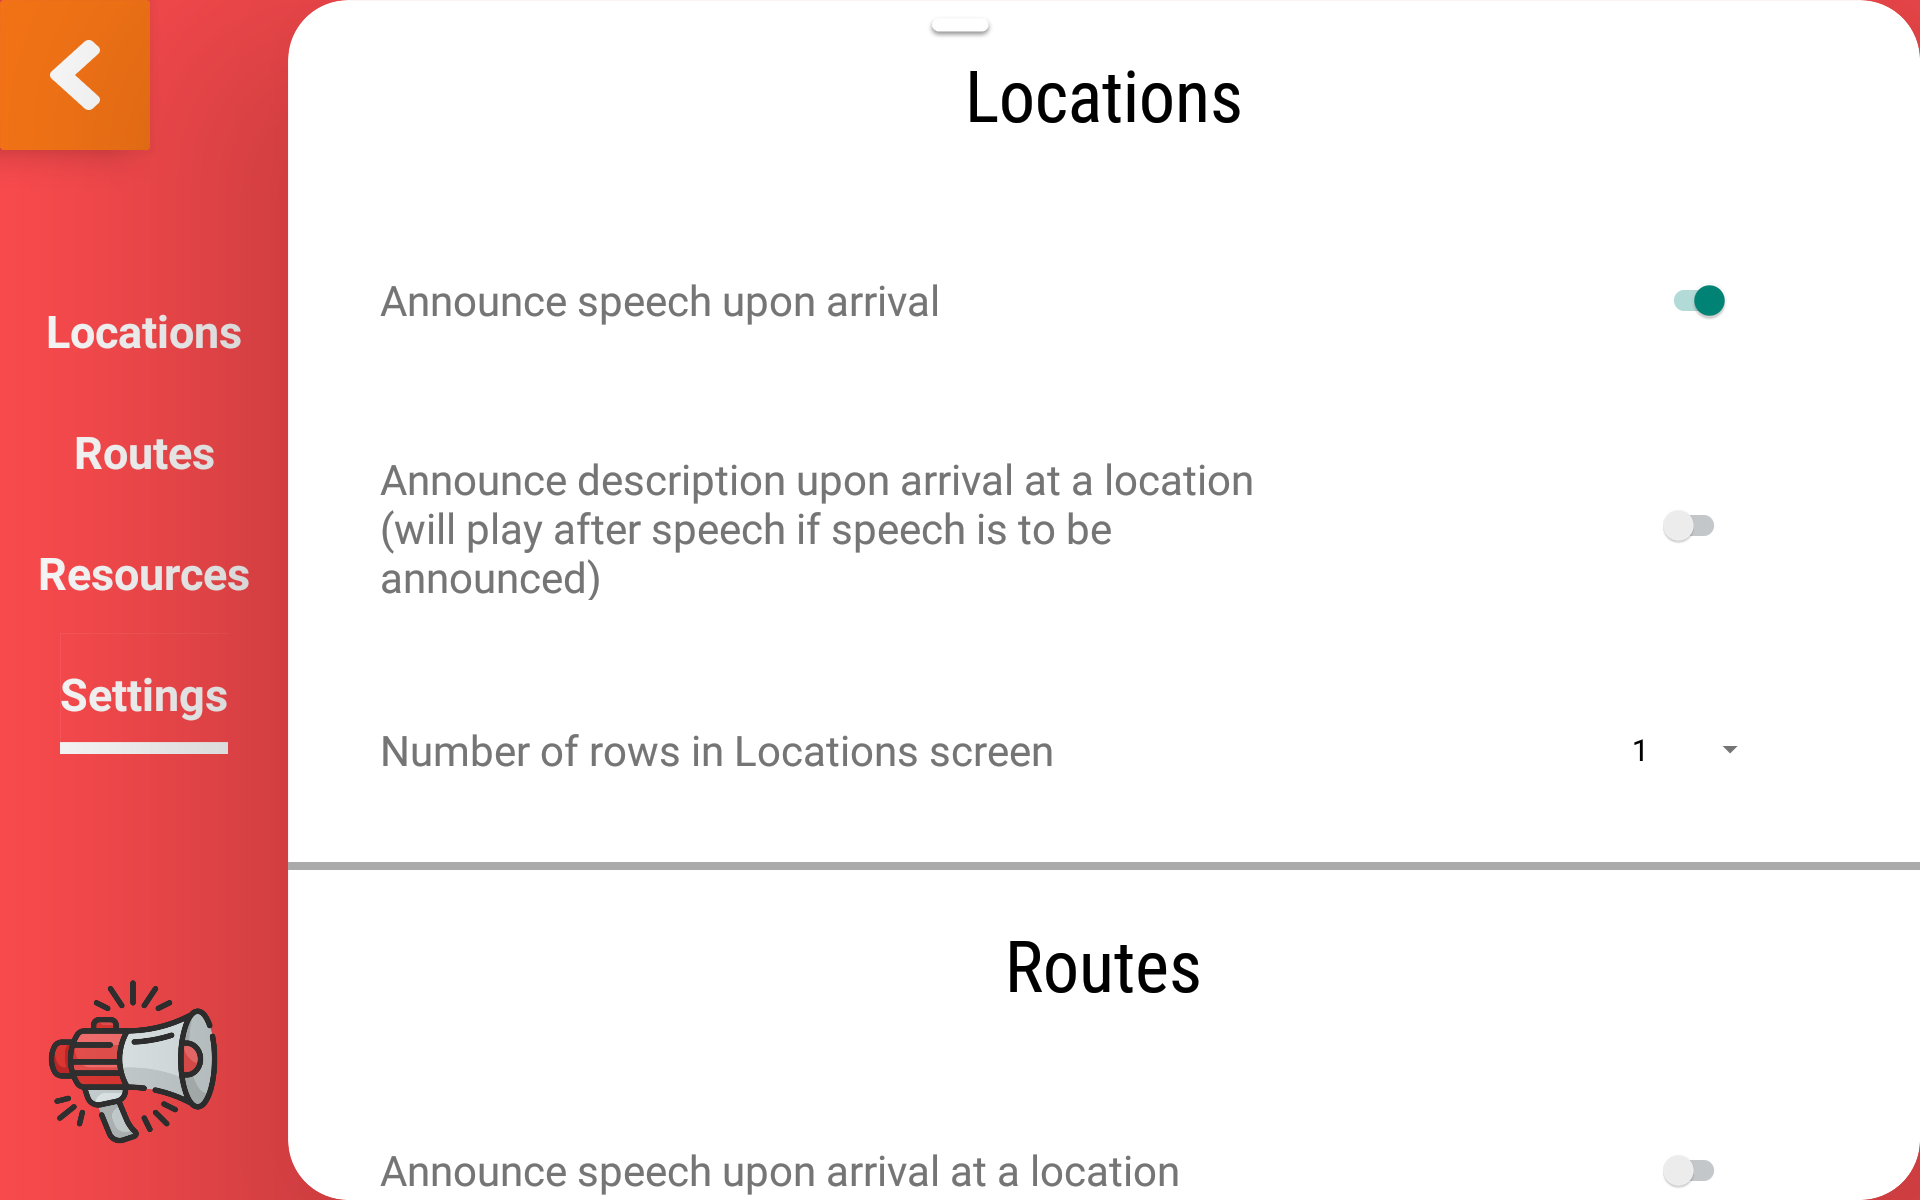 Locations
Routes
Resources
Settings
Locations
Announce speech upon arrival
Announce description upon arrival at a location
(will play after speech if speech is to be
announced)
Number of rows in Locations screen
1
Routes
Announce speech upon arrival at a location